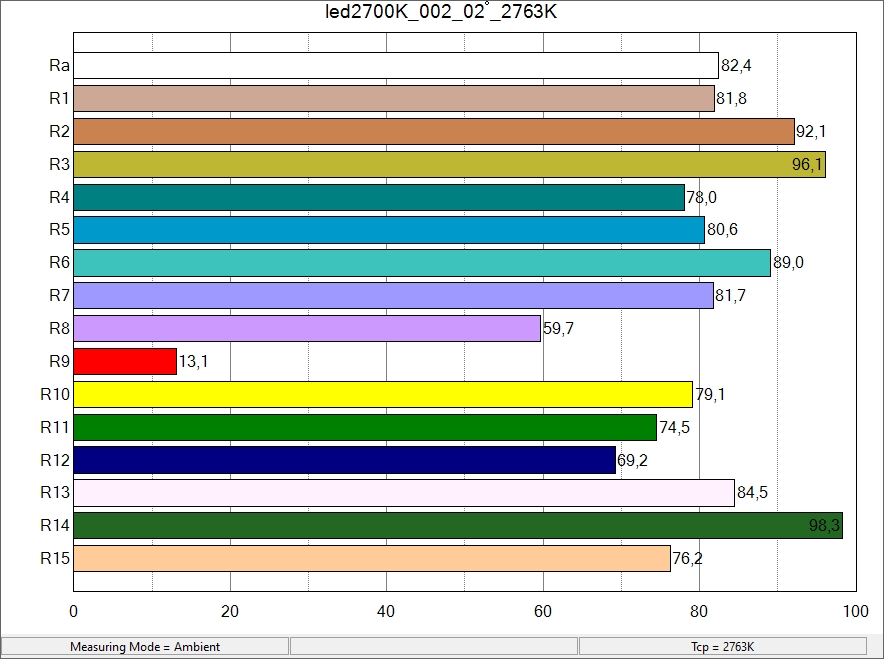 led2700K_002_02°_2763K
Ra 82,4
R1 81,8
R2 92,1
R3 96,1
R4 78,0
R5 80,6
R6 89,0
R7 81,7
R8 59,7
R9 13,1
R10 79,1
R11 74,5
R12 69,2
R13 84,5
R14 98,3
R15 76,2
0 20 40 60 80 100
Measuring Mode = Ambient Tcp = 2763K